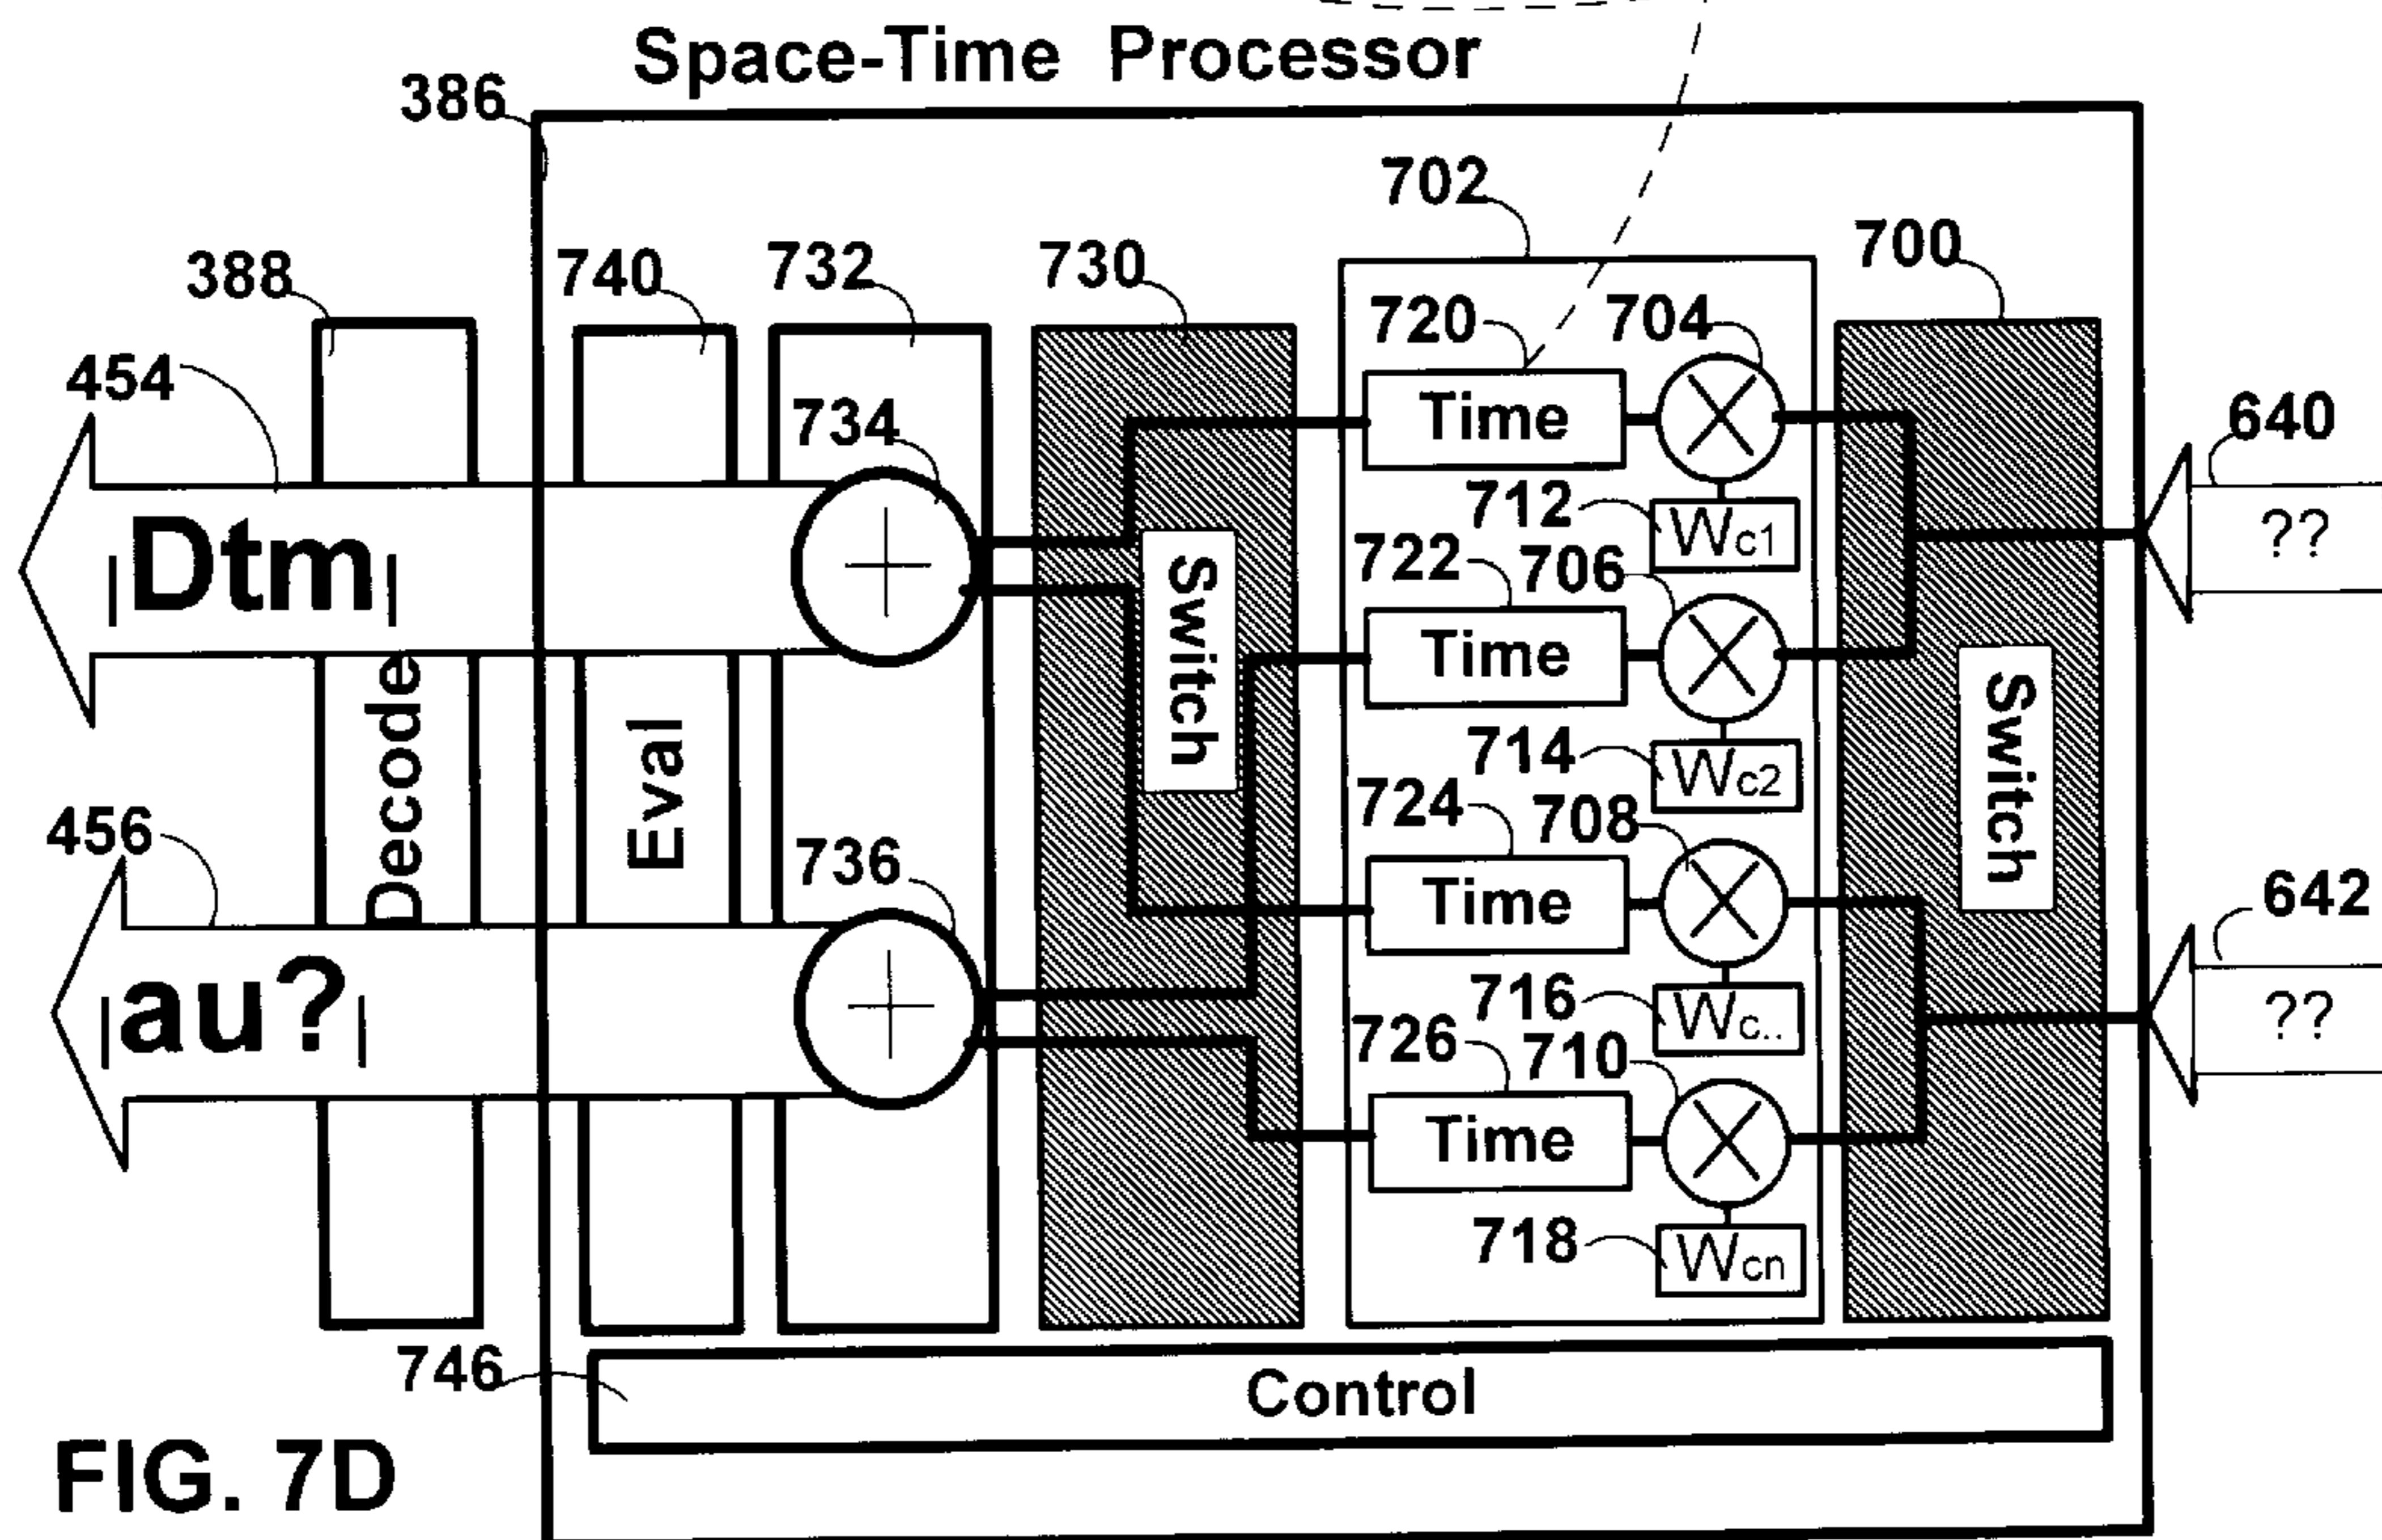 Space-Time Processor
386
702
700
388
740
732
730
720
704
454
640
Time
734
??
712
Wc1
|Dtm|
722
706
Switch
Time
Switch
714
Wc2
Decode
Eval
724
708
456
736
642
Time
716
Wc..
??
|au?|
726
710
Time
718
Wcn
746
Control
FIG. 7D